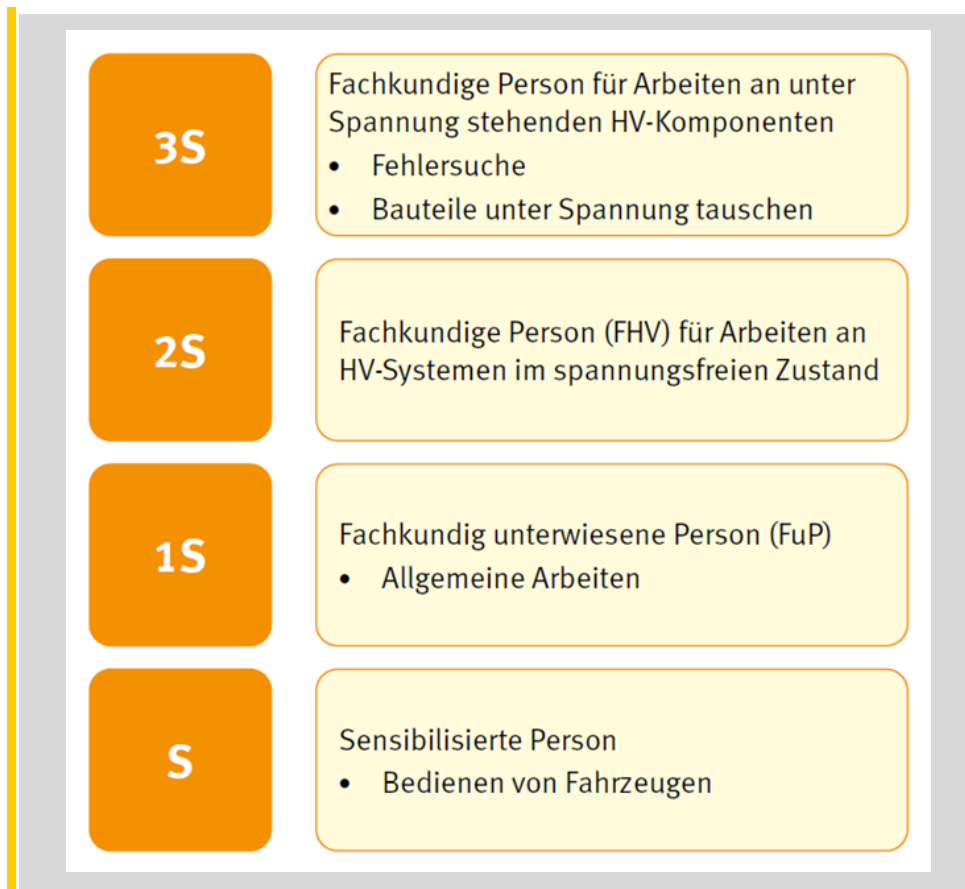 3S
Fachkundige Person für Arbeiten an unter
Spannung stehenden HV-Komponenten
• Fehlersuche
• Bauteile unter Spannung tauschen
2S
Fachkundige Person (FHV) für Arbeiten an
HV-Systemen im spannungsfreien Zustand
1S
Fachkundig unterwiesene Person (FuP)
• Allgemeine Arbeiten
S
Sensibilisierte Person
• Bedienen von Fahrzeugen